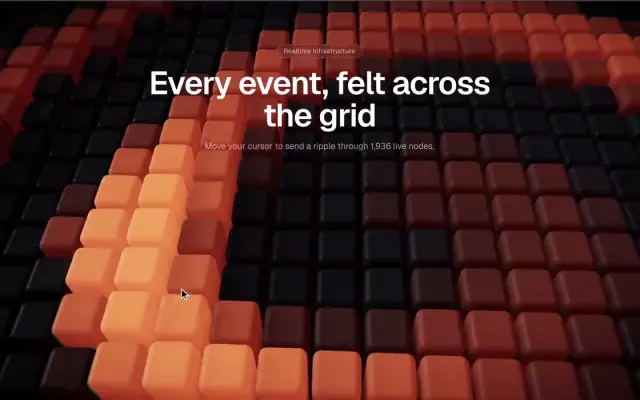 Realtime infrastructure
Every event, felt across
the grid
Move your cursor to send a ripple through 1,936 live nodes.